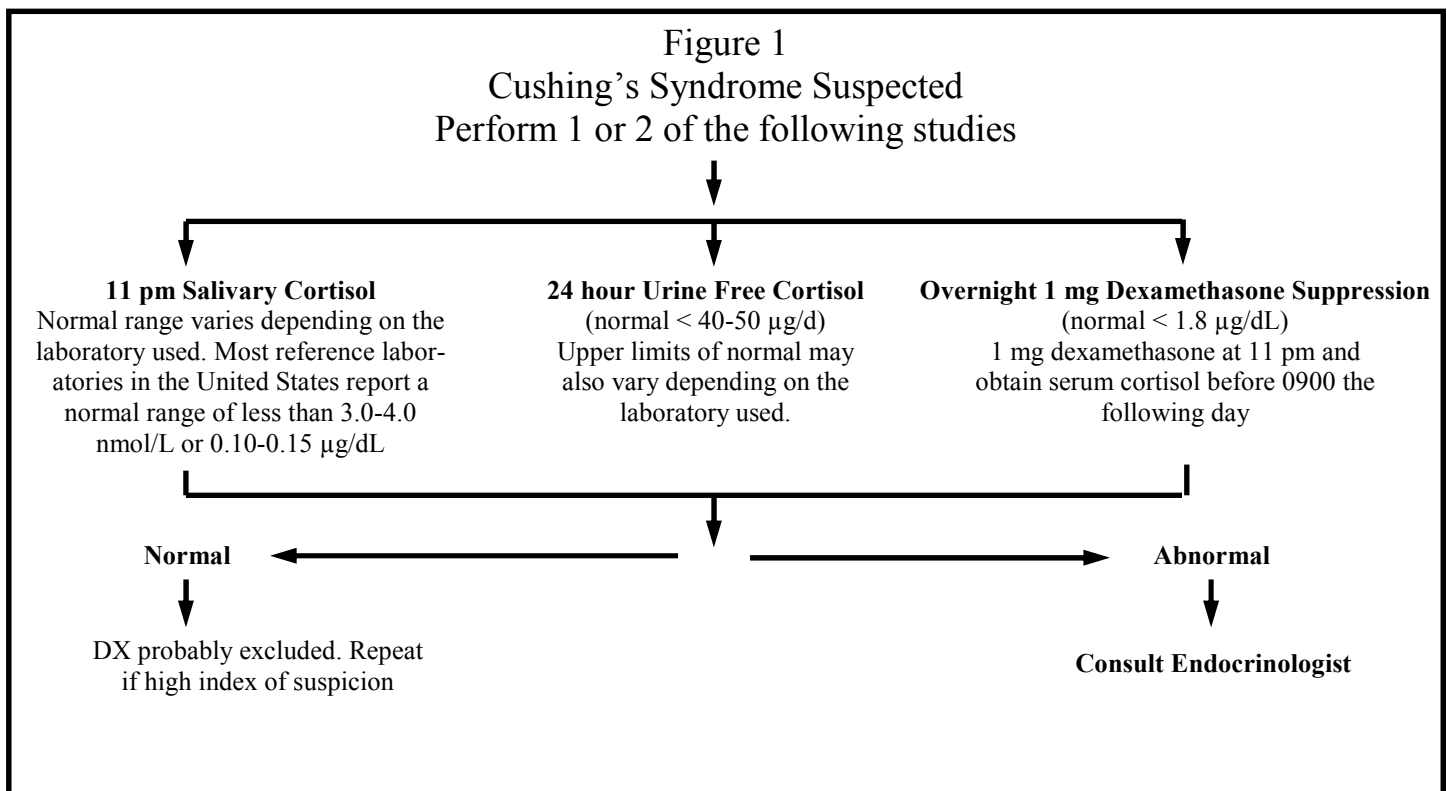 Figure 1
Cushing’s Syndrome Suspected
Perform 1 or 2 of the following studies
11 pm Salivary Cortisol
Normal range varies depending on the
laboratory used. Most reference labor-
atories in the United States report a
normal range of less than 3.0-4.0
nmol/L or 0.10-0.15 µg/dL
24 hour Urine Free Cortisol
(normal < 40-50 µg/d)
Upper limits of normal may
also vary depending on the
laboratory used.
Overnight 1 mg Dexamethasone Suppression
(normal < 1.8 µg/dL)
1 mg dexamethasone at 11 pm and
obtain serum cortisol before 0900 the
following day
Normal
Abnormal
DX probably excluded. Repeat
if high index of suspicion
Consult Endocrinologist